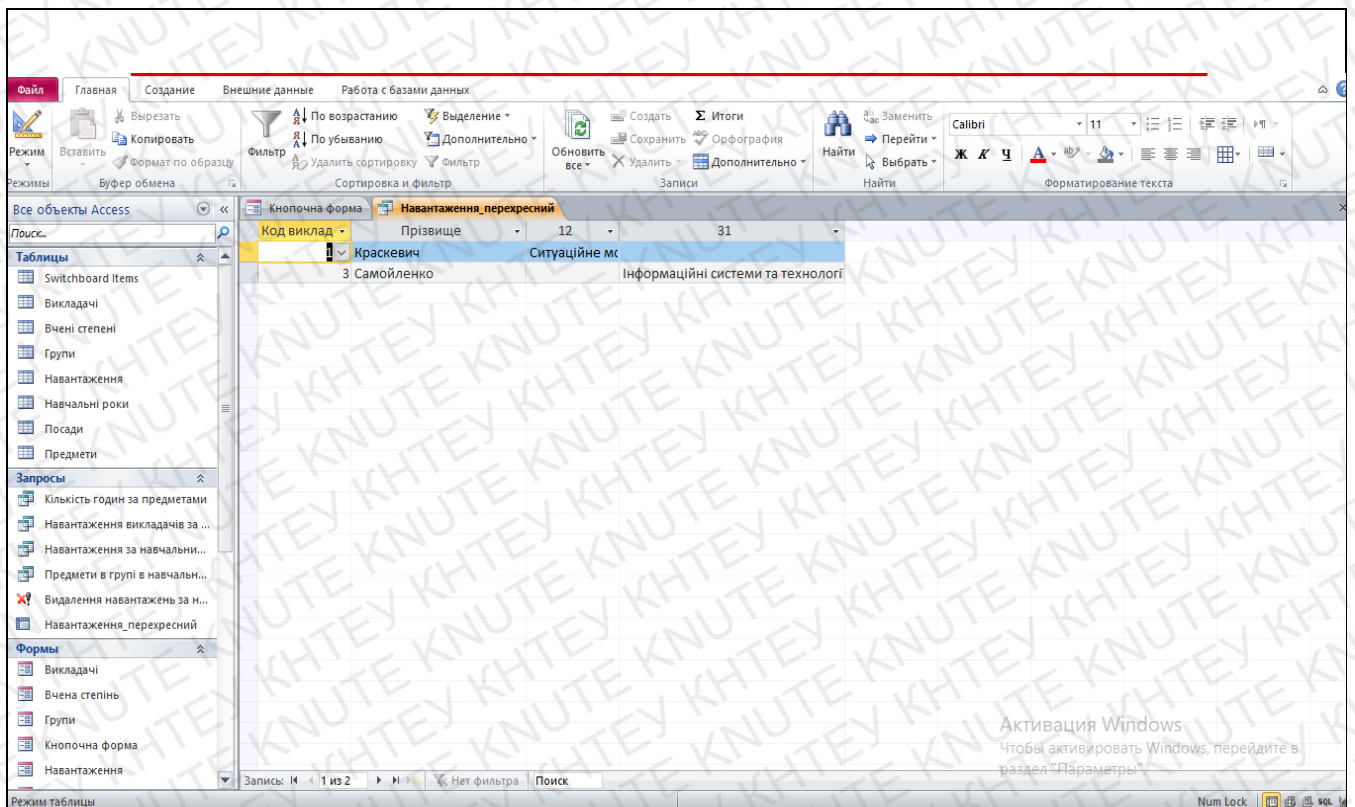 Файл Главная Создание Внешние данные Работа с базами данных
Режим
Режимы
Вставить
Вырезать
Копировать
Формат по образцу
Буфер обмена
Фильтр
По возрастанию
По убыванию
Удалить сортировку
Выделение
Дополнительно
Фильтр
Сортировка и фильтр
Обновить
все
Создать
Сохранить
Удалить
Итоги
Орфография
Дополнительно
Записи
Найти
Заменить
Перейти
Выбрать
Найти
Calibri 11
Ж К Ч
Форматирование текста
Все объекты Access
Поиск...
Таблицы
Switchboard Items
Викладачі
Вчені степені
Групи
Навантаження
Навчальні роки
Посади
Предмети
Запросы
Кількість годин за предметами
Навантаження викладачів за ...
Навантаження за навчальни...
Предмети в групі в навчальн...
Видалення навантажень за н...
Навантаження_перехресний
Формы
Викладачі
Вчена степінь
Групи
Кнопочна форма
Навантаження
Кнопочна форма Навантаження_перехресний
Код виклад Прізвище 12 31
1 Краскевич Ситуаційне мо
3 Самойленко Інформаційні системи та технології
Активация Windows
Чтобы активировать Windows, перейдите в
раздел "Параметры".
Запись: 1 из 2 Нет фильтра Поиск
Режим таблицы Num Lock SQL